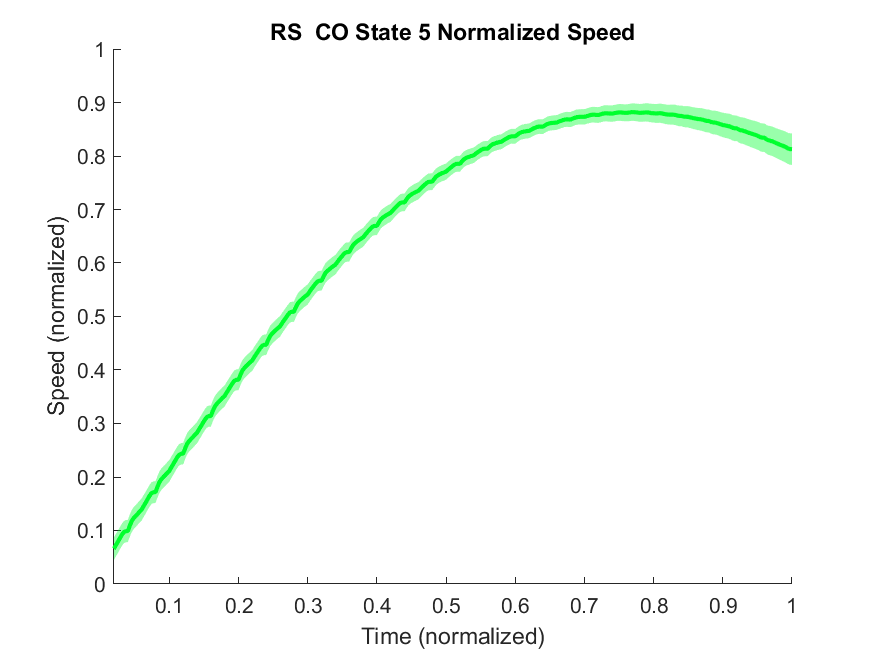 RS  CO State 5 Normalized Speed
1
0.9
0.8
0.7
0.6
0.5
0.4
0.3
0.2
0.1
0
Speed (normalized)
0.1 0.2 0.3 0.4 0.5 0.6 0.7 0.8 0.9 1
Time (normalized)